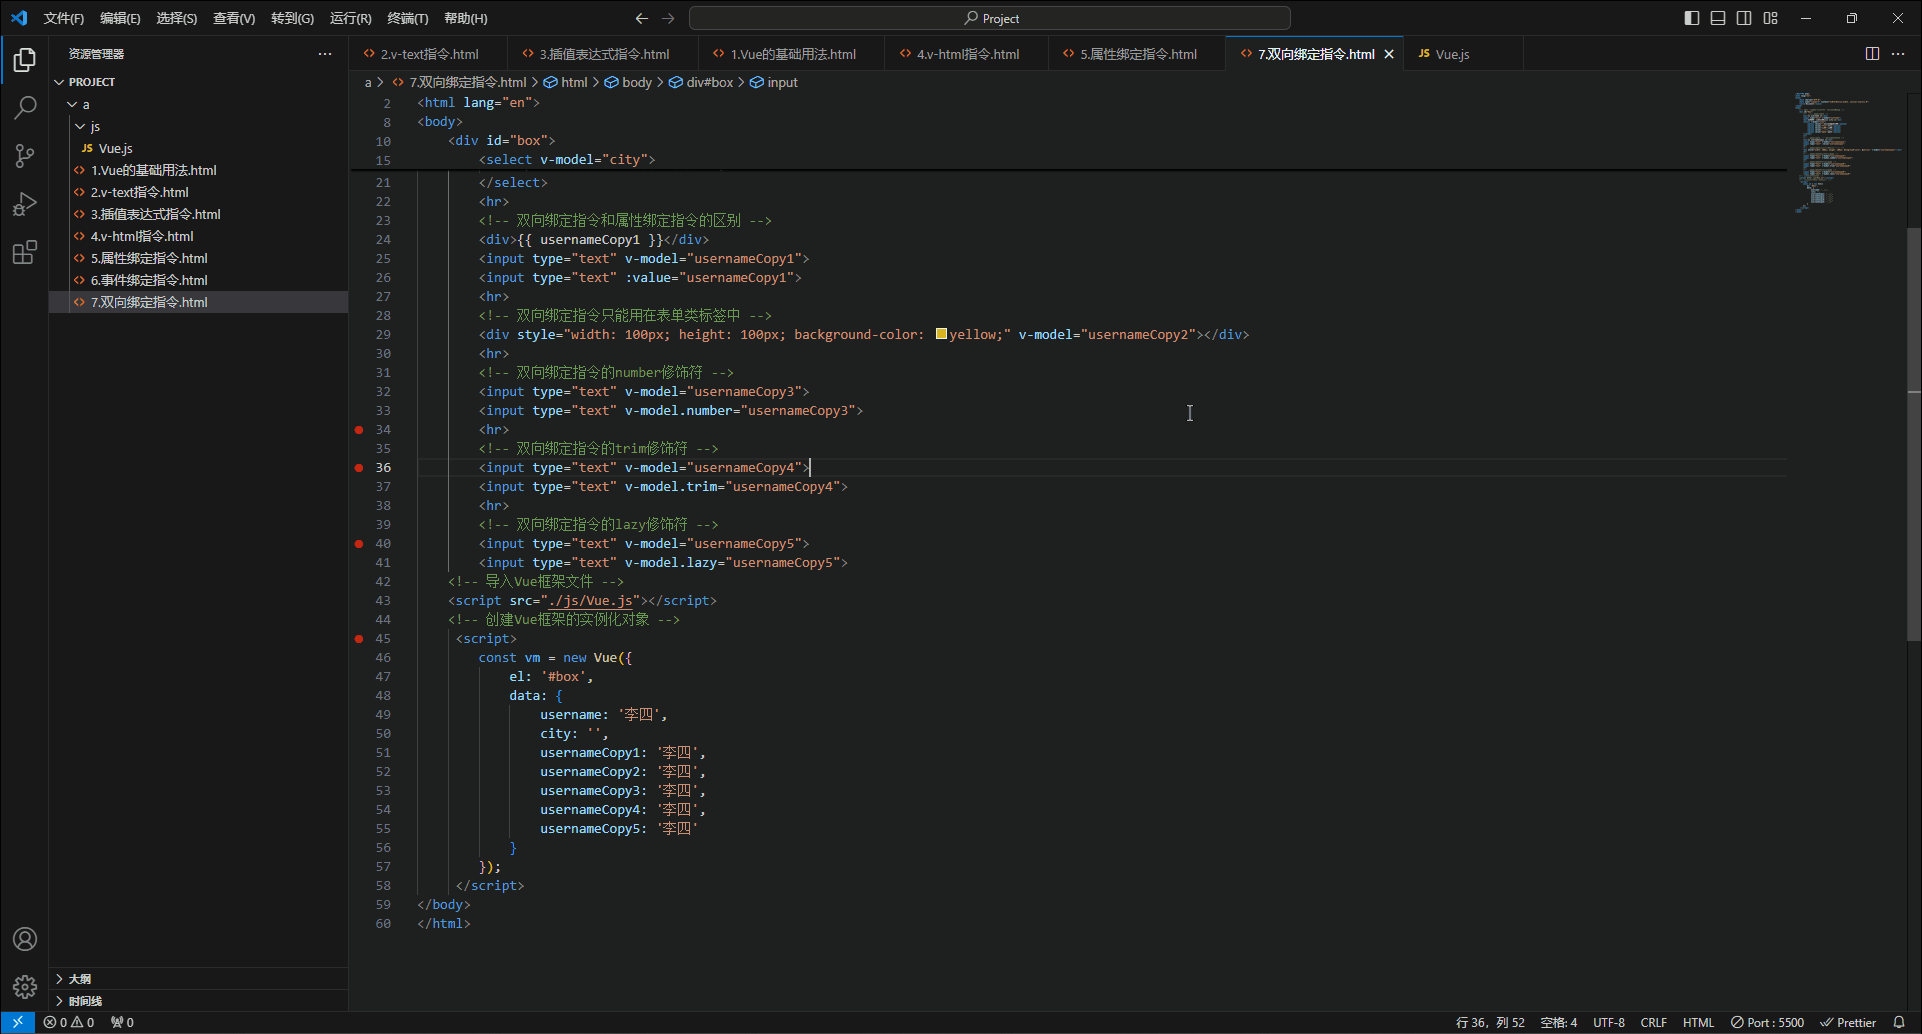 文件(F) 编辑(E) 选择(S) 查看(V) 转到(G) 运行(R) 终端(T) 帮助(H) Project
资源管理器
PROJECT
a
js
JS Vue.js
1.Vue的基础用法.html
2.v-text指令.html
3.插值表达式指令.html
4.v-html指令.html
5.属性绑定指令.html
6.事件绑定指令.html
7.双向绑定指令.html
大纲
时间线
2.v-text指令.html 3.插值表达式指令.html 1.Vue的基础用法.html 4.v-html指令.html 5.属性绑定指令.html 7.双向绑定指令.html JS Vue.js
a > 7.双向绑定指令.html > html > body > div#box > input
2 <html lang="en">
8 <body>
10 <div id="box">
15 <select v-model="city">
21 </select>
22 <hr>
23 <!-- 双向绑定指令和属性绑定指令的区别 -->
24 <div>{{ usernameCopy1 }}</div>
25 <input type="text" v-model="usernameCopy1">
26 <input type="text" :value="usernameCopy1">
27 <hr>
28 <!-- 双向绑定指令只能用在表单类标签中 -->
29 <div style="width: 100px; height: 100px; background-color: yellow;" v-model="usernameCopy2"></div>
30 <hr>
31 <!-- 双向绑定指令的number修饰符 -->
32 <input type="text" v-model="usernameCopy3">
33 <input type="text" v-model.number="usernameCopy3">
34 <hr>
35 <!-- 双向绑定指令的trim修饰符 -->
36 <input type="text" v-model="usernameCopy4">
37 <input type="text" v-model.trim="usernameCopy4">
38 <hr>
39 <!-- 双向绑定指令的lazy修饰符 -->
40 <input type="text" v-model="usernameCopy5">
41 <input type="text" v-model.lazy="usernameCopy5">
42 <!-- 导入Vue框架文件 -->
43 <script src="./js/Vue.js"></script>
44 <!-- 创建Vue框架的实例化对象 -->
45 <script>
46 const vm = new Vue({
47 el: '#box',
48 data: {
49 username: '李四',
50 city: '',
51 usernameCopy1: '李四',
52 usernameCopy2: '李四',
53 usernameCopy3: '李四',
54 usernameCopy4: '李四',
55 usernameCopy5: '李四'
56 }
57 });
58 </script>
59 </body>
60 </html>
0 0 0 行 36，列 52 空格: 4 UTF-8 CRLF HTML Port : 5500 Prettier